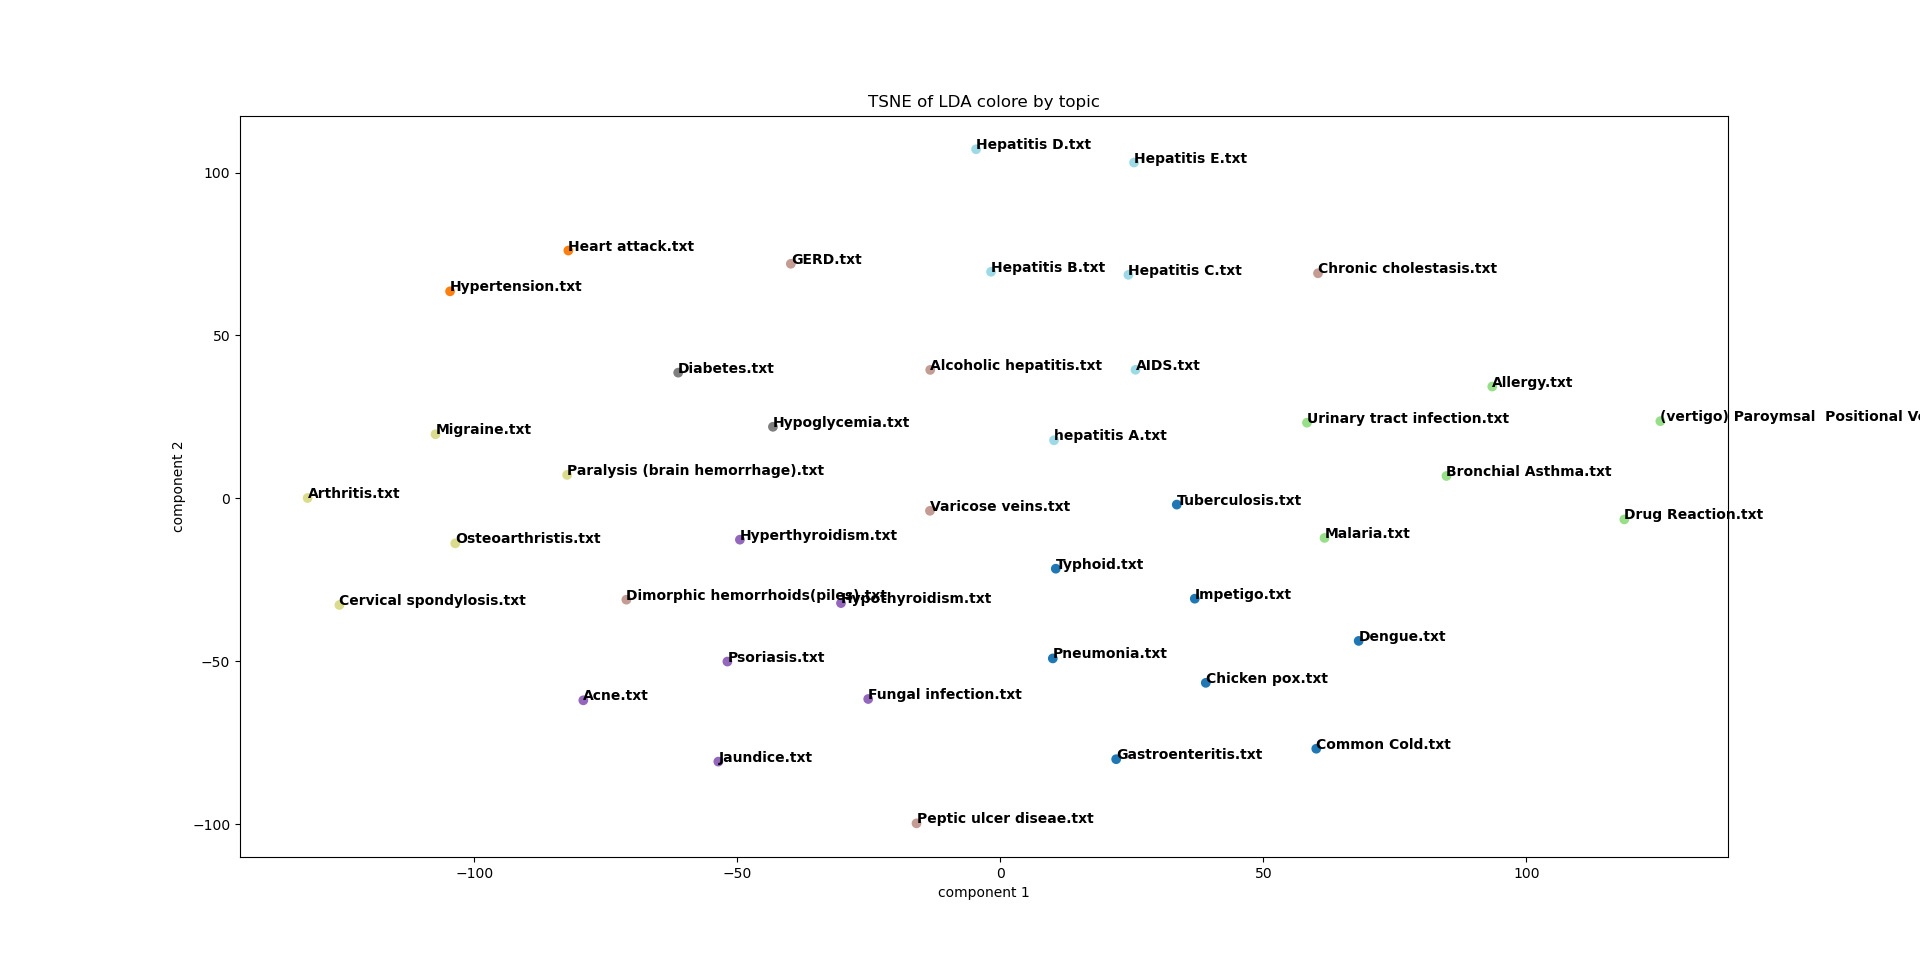 TSNE of LDA colore by topic
Hepatitis D.txt
Hepatitis E.txt
Heart attack.txt
GERD.txt
Hepatitis B.txt
Hepatitis C.txt
Chronic cholestasis.txt
Hypertension.txt
Diabetes.txt
Alcoholic hepatitis.txt
AIDS.txt
Allergy.txt
(vertigo) Paroymsal  Positional
Urinary tract infection.txt
Hypoglycemia.txt
Migraine.txt
hepatitis A.txt
Paralysis (brain hemorrhage).txt
Bronchial Asthma.txt
Arthritis.txt
Tuberculosis.txt
Varicose veins.txt
Drug Reaction.txt
Malaria.txt
Hyperthyroidism.txt
Osteoarthristis.txt
Typhoid.txt
Impetigo.txt
Dimorphic hemorrhoids(piles).txt
Hypothyroidism.txt
Cervical spondylosis.txt
Dengue.txt
Pneumonia.txt
Psoriasis.txt
Chicken pox.txt
Fungal infection.txt
Acne.txt
Common Cold.txt
Gastroenteritis.txt
Jaundice.txt
Peptic ulcer diseae.txt
100
50
0
−50
−100
component 2
−100
−50
0
50
100
component 1